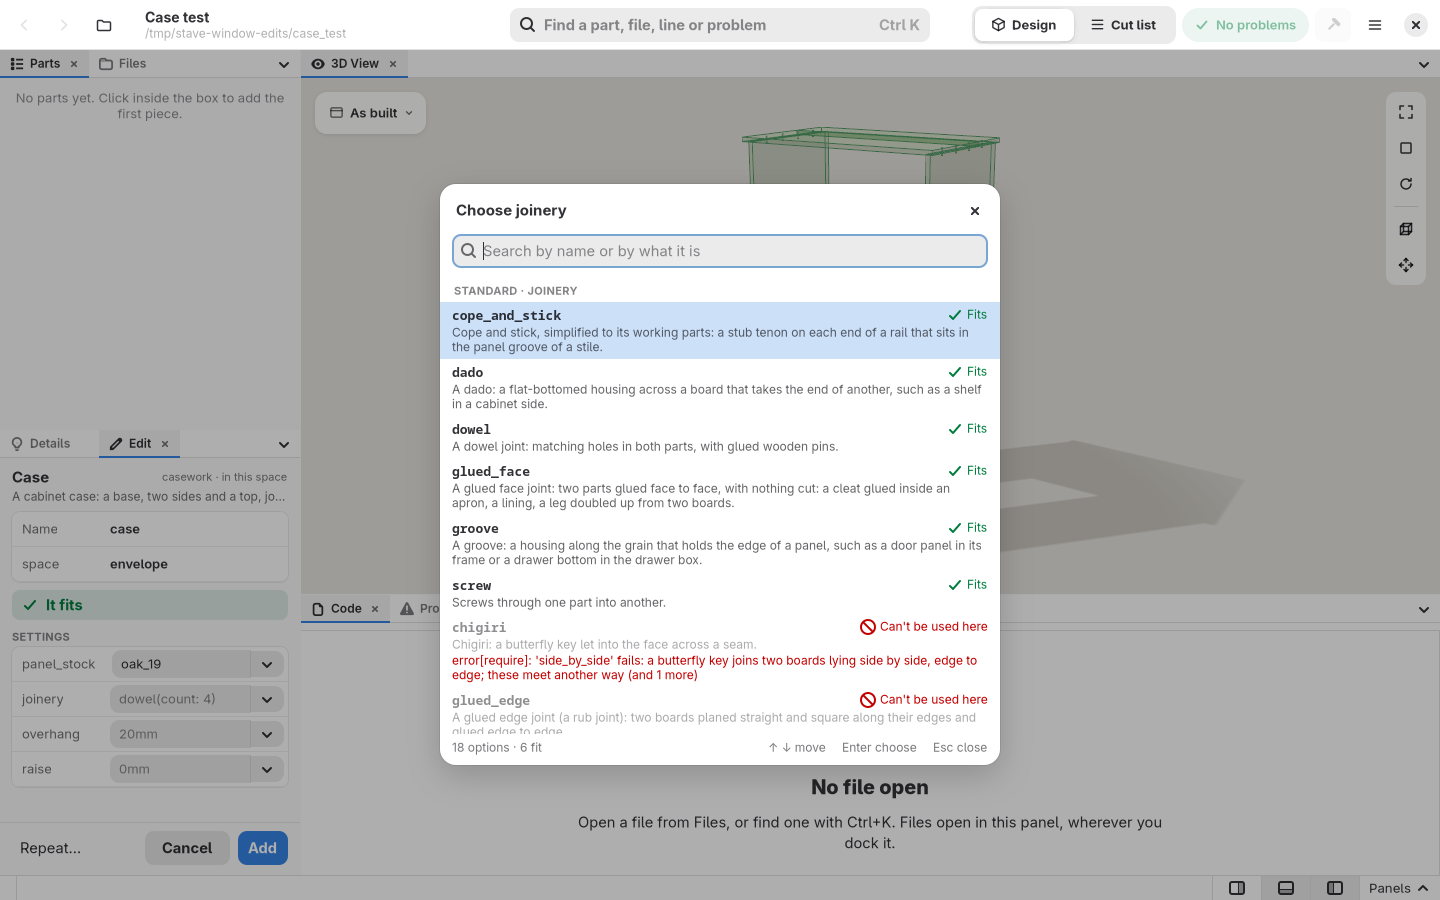 Case test
/tmp/stave-window-edits/case_test
Find a part, file, line or problem
Ctrl K
Design
Cut list
No problems
Parts
Files
3D View
No parts yet. Click inside the box to add the
first piece.
As built
Choose joinery
Search by name or by what it is
STANDARD · JOINERY
cope_and_stick
Fits
Cope and stick, simplified to its working parts: a stub tenon on each end of a rail that sits in
the panel groove of a stile.
dado
Fits
A dado: a flat-bottomed housing across a board that takes the end of another, such as a shelf
in a cabinet side.
dowel
Fits
A dowel joint: matching holes in both parts, with glued wooden pins.
glued_face
Fits
A glued face joint: two parts glued face to face, with nothing cut: a cleat glued inside an
apron, a lining, a leg doubled up from two boards.
groove
Fits
A groove: a housing along the grain that holds the edge of a panel, such as a door panel in its
frame or a drawer bottom in the drawer box.
screw
Fits
Screws through one part into another.
chigiri
Can't be used here
Chigiri: a butterfly key let into the face across a seam.
error[require]: 'side_by_side' fails: a butterfly key joins two boards lying side by side, edge to
edge; these meet another way (and 1 more)
glued_edge
Can't be used here
A glued edge joint (a rub joint): two boards planed straight and square along their edges and
glued edge to edge
18 options · 6 fit
↑ ↓ move
Enter choose
Esc close
Details
Edit
Case
casework · in this space
A cabinet case: a base, two sides and a top, jo...
Name
case
space
envelope
It fits
SETTINGS
panel_stock
oak_19
joinery
dowel(count: 4)
overhang
20mm
raise
0mm
Repeat...
Cancel
Add
Code
Pro
No file open
Open a file from Files, or find one with Ctrl+K. Files open in this panel, wherever you
dock it.
Panels